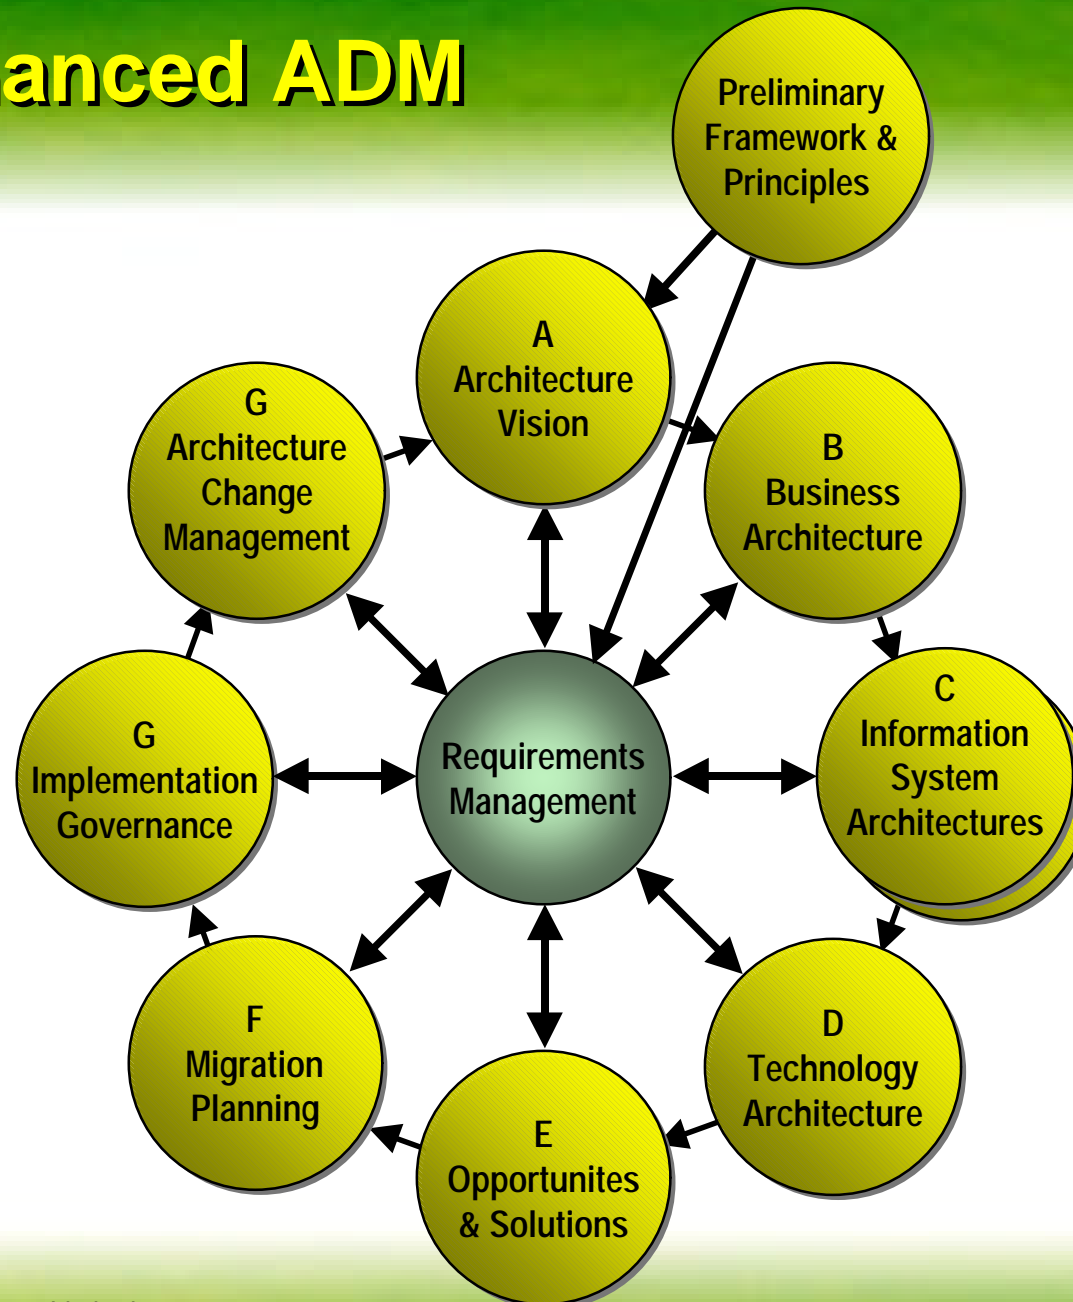 anced ADM
Preliminary
Framework &
Principles
A
Architecture
Vision
G
Architecture
Change
Management
B
Business
Architecture
Requirements
Management
C
Information
System
Architectures
G
Implementation
Governance
F
Migration
Planning
D
Technology
Architecture
E
Opportunites
& Solutions